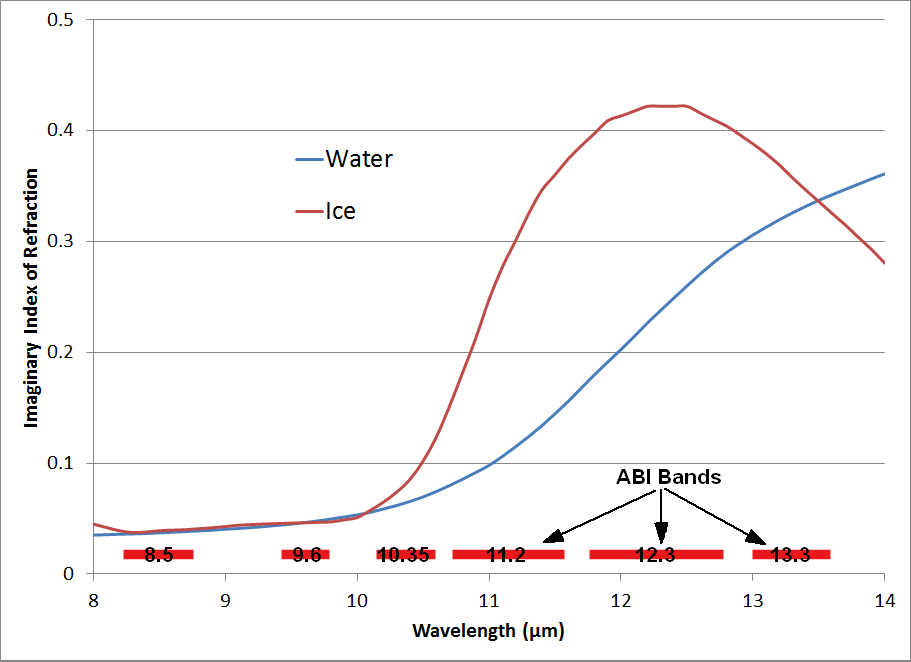 0.5
0.4
0.3
0.2
0.1
0
Imaginary Index of Refraction
Water
Ice
ABI Bands
8.5 9.6 10.35 11.2 12.3 13.3
8 9 10 11 12 13 14
Wavelength (µm)